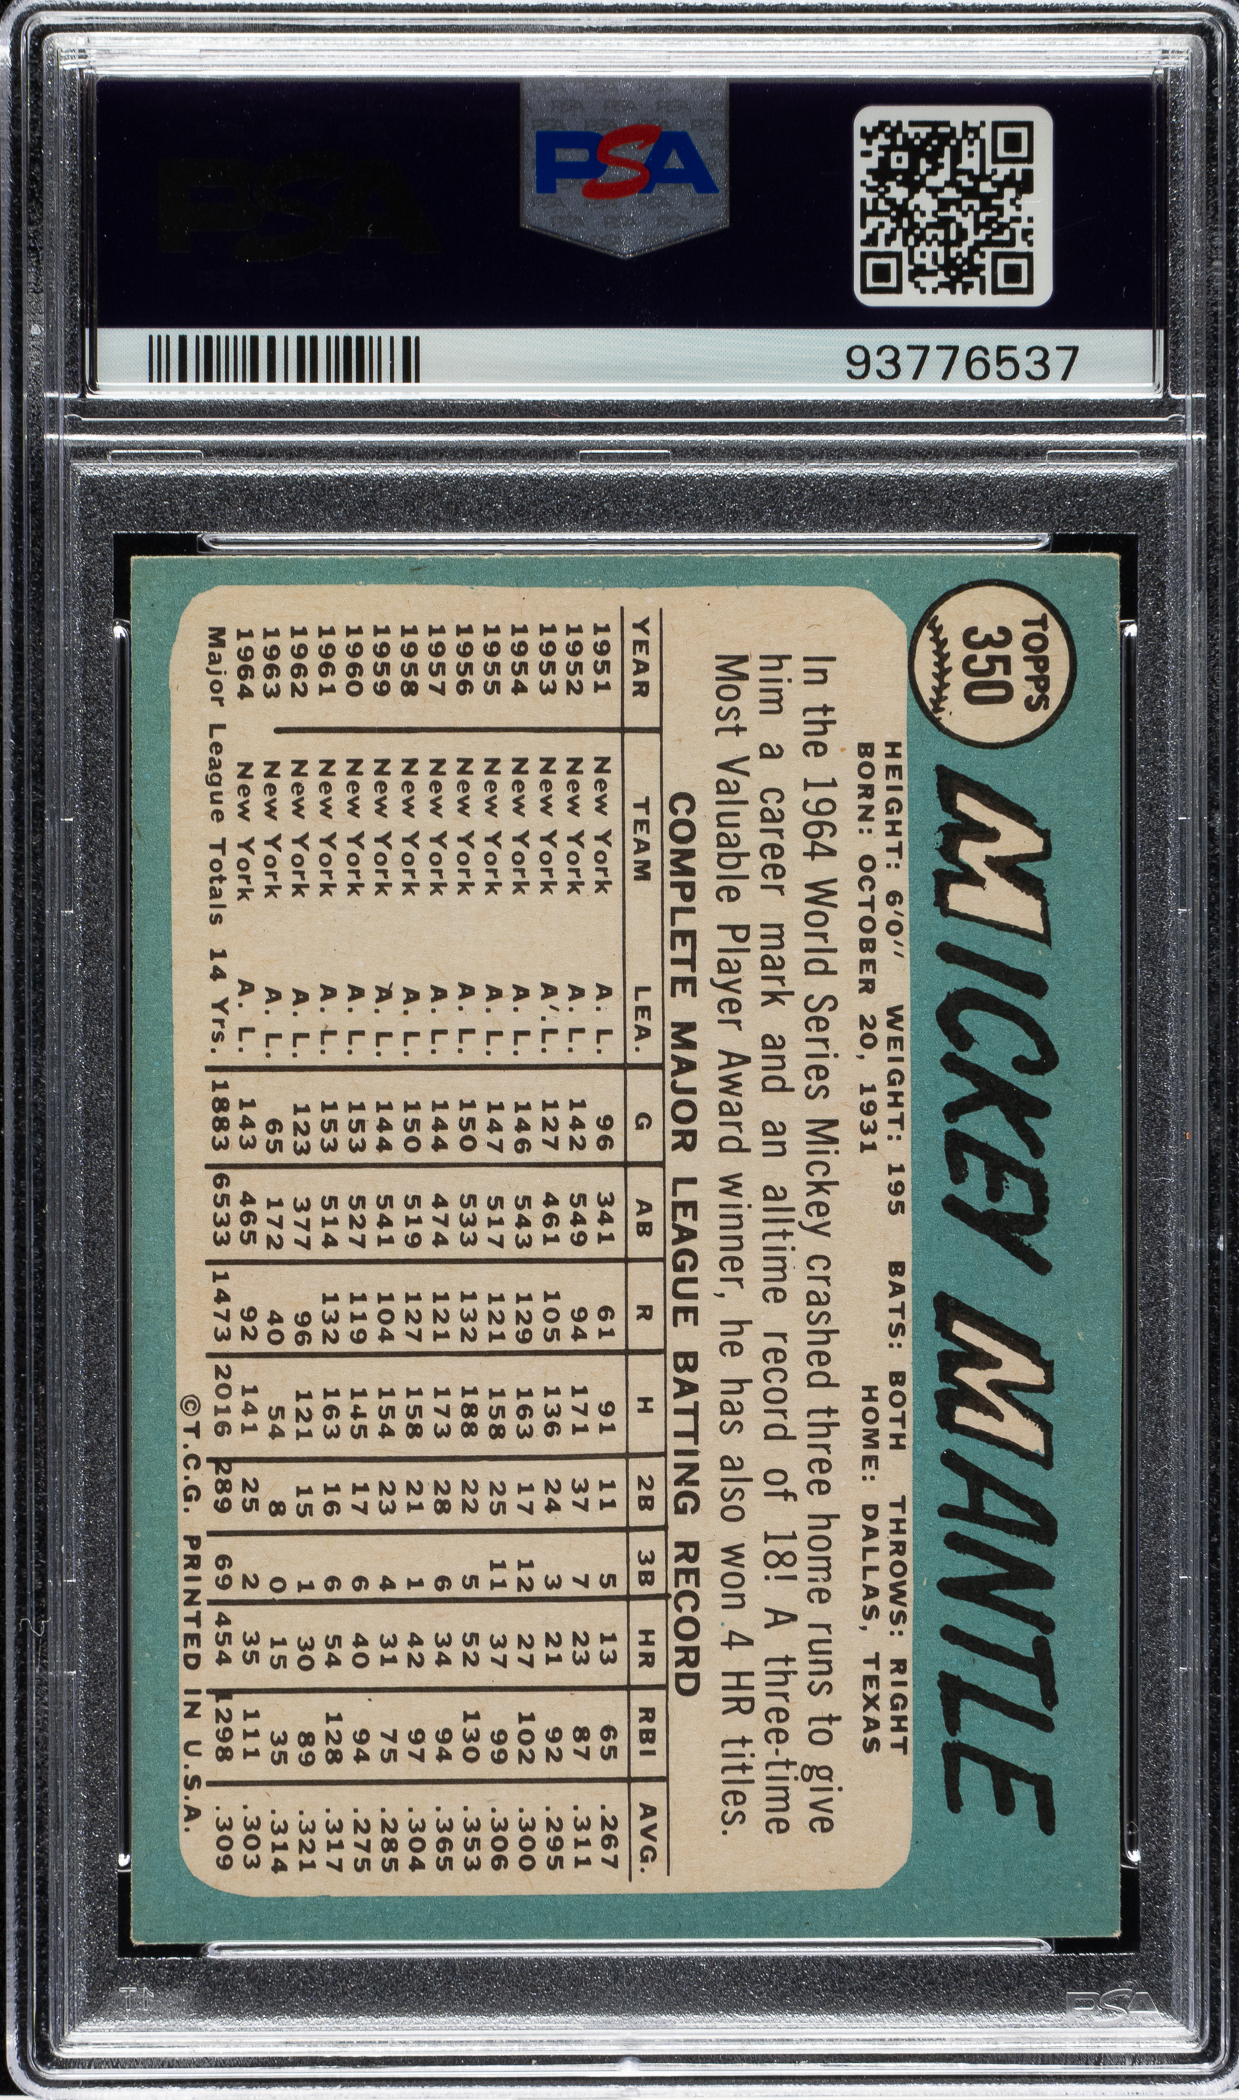 PSA
93776537
TOPPS
350
MICKEY MANTLE
HEIGHT: 6'0" WEIGHT: 195 BATS: BOTH THROWS: RIGHT
BORN: OCTOBER 20, 1931 HOME: DALLAS, TEXAS
In the 1964 World Series Mickey crashed three home runs to give
him a career mark and an alltime record of 18! A three-time
Most Valuable Player Award winner, he has also won 4 HR titles.
COMPLETE MAJOR LEAGUE BATTING RECORD
YEAR TEAM LEA. G AB R H 2B 3B HR RBI AVG.
1951 New York A. L. 96 341 61 91 11 5 13 65 .267
1952 New York A. L. 142 549 94 171 37 7 23 87 .311
1953 New York A. L. 127 461 105 136 24 3 21 92 .295
1954 New York A. L. 146 543 129 163 17 12 27 102 .300
1955 New York A. L. 147 517 121 158 25 11 37 99 .306
1956 New York A. L. 150 533 132 188 22 5 52 130 .353
1957 New York A. L. 144 474 121 173 28 6 34 94 .365
1958 New York A. L. 150 519 127 158 21 1 42 97 .304
1959 New York A. L. 144 541 104 154 23 4 31 75 .285
1960 New York A. L. 153 527 119 145 17 6 40 94 .275
1961 New York A. L. 153 514 132 163 16 6 54 128 .317
1962 New York A. L. 123 377 96 121 15 1 30 89 .321
1963 New York A. L. 65 172 40 54 8 0 15 35 .314
1964 New York A. L. 143 465 92 141 25 2 35 111 .303
Major League Totals 14 Yrs. 1883 6533 1473 2016 289 69 454 1298 .309
©T.C.G. PRINTED IN U.S.A.
PSA